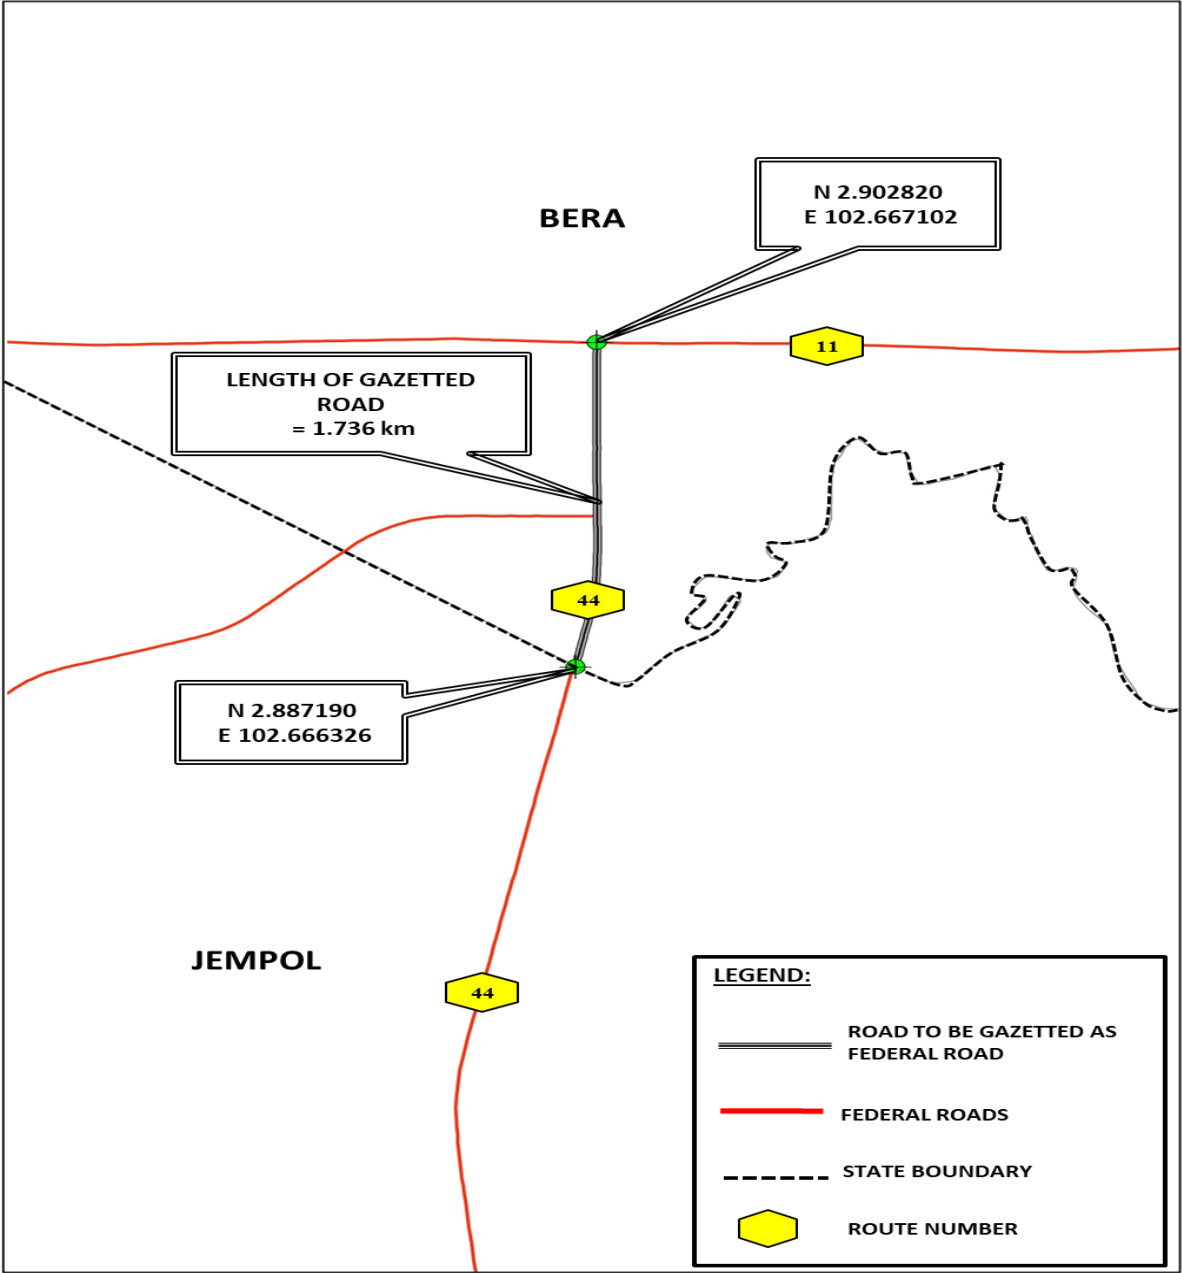 N 2.902820
E 102.667102
BERA
11
LENGTH OF GAZETTED
ROAD
= 1.736 km
44
N 2.887190
E 102.666326
JEMPOL
44
LEGEND:
ROAD TO BE GAZETTED AS
FEDERAL ROAD
FEDERAL ROADS
STATE BOUNDARY
ROUTE NUMBER